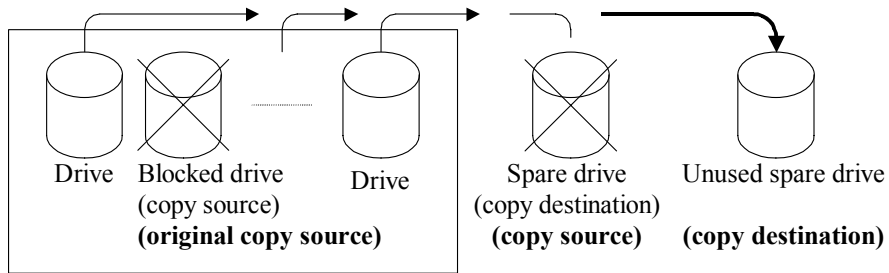 Drive
Blocked drive
(copy source)
(original copy source)
Drive
Spare drive
(copy destination)
(copy source)
Unused spare drive
(copy destination)